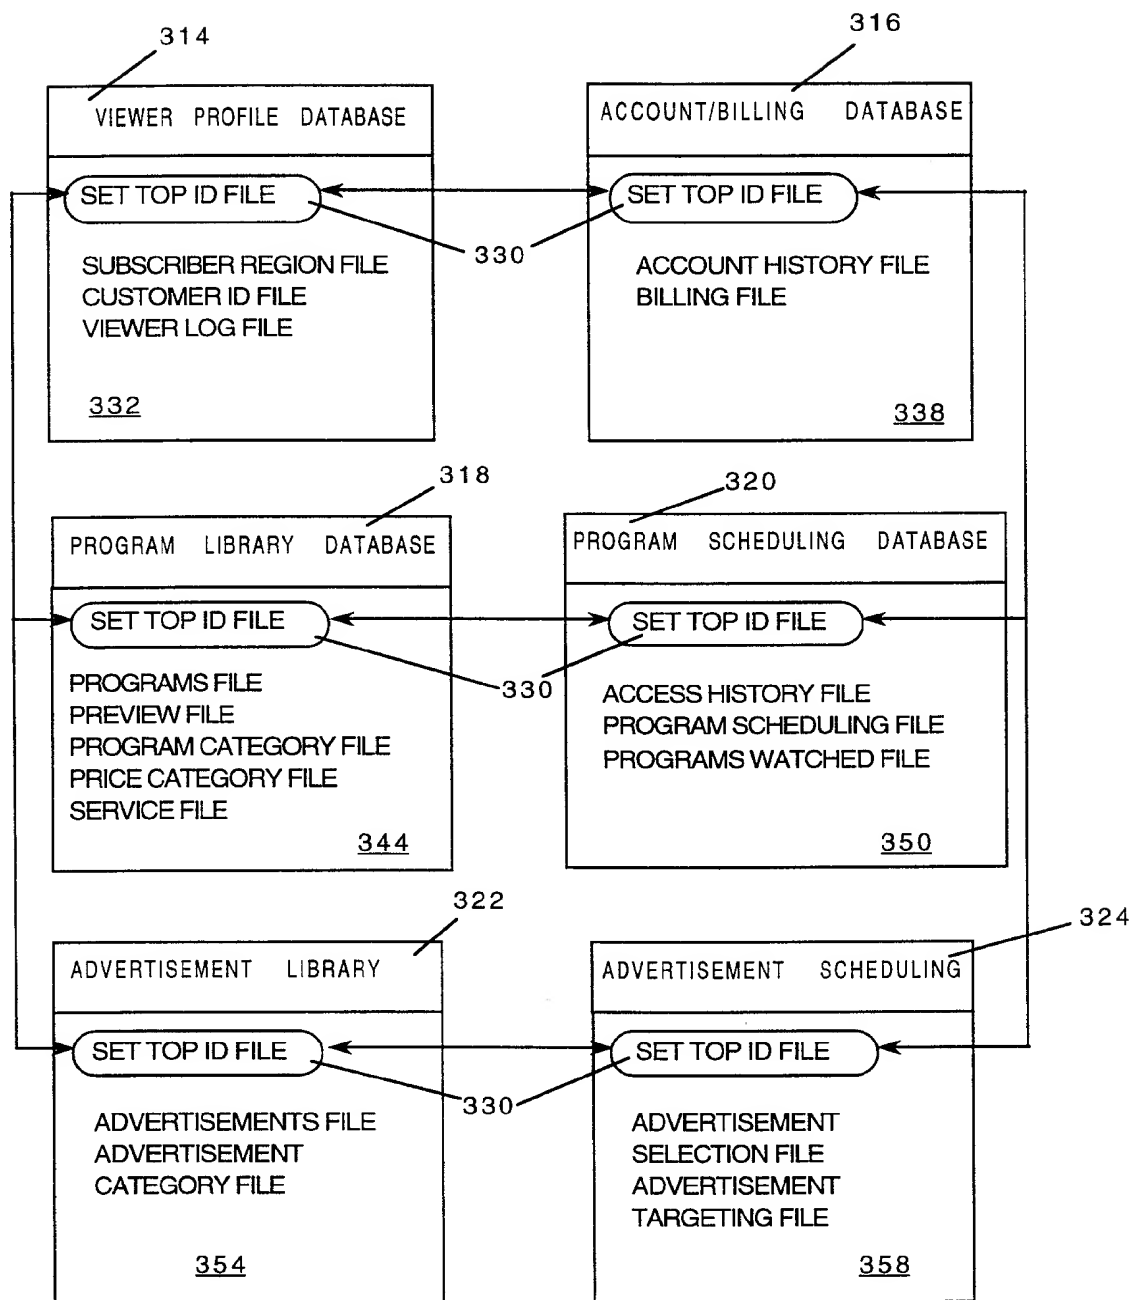 314
316
VIEWER PROFILE DATABASE
ACCOUNT/BILLING DATABASE
SET TOP ID FILE
SET TOP ID FILE
330
SUBSCRIBER REGION FILE
CUSTOMER ID FILE
VIEWER LOG FILE
ACCOUNT HISTORY FILE
BILLING FILE
332
338
318
320
PROGRAM LIBRARY DATABASE
PROGRAM SCHEDULING DATABASE
SET TOP ID FILE
SET TOP ID FILE
330
PROGRAMS FILE
PREVIEW FILE
PROGRAM CATEGORY FILE
PRICE CATEGORY FILE
SERVICE FILE
ACCESS HISTORY FILE
PROGRAM SCHEDULING FILE
PROGRAMS WATCHED FILE
344
350
322
324
ADVERTISEMENT LIBRARY
ADVERTISEMENT SCHEDULING
SET TOP ID FILE
SET TOP ID FILE
330
ADVERTISEMENTS FILE
ADVERTISEMENT
CATEGORY FILE
ADVERTISEMENT
SELECTION FILE
ADVERTISEMENT
TARGETING FILE
354
358